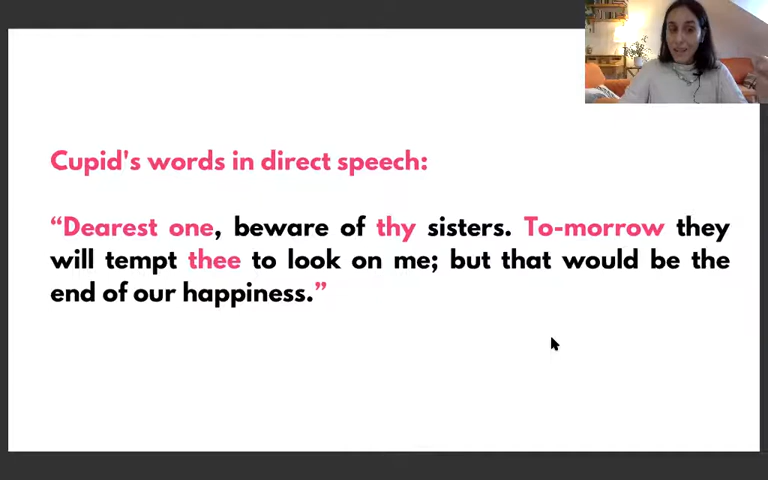 Cupid's words in direct speech:
“Dearest one, beware of thy sisters. To-morrow they
will tempt thee to look on me; but that would be the
end of our happiness.”